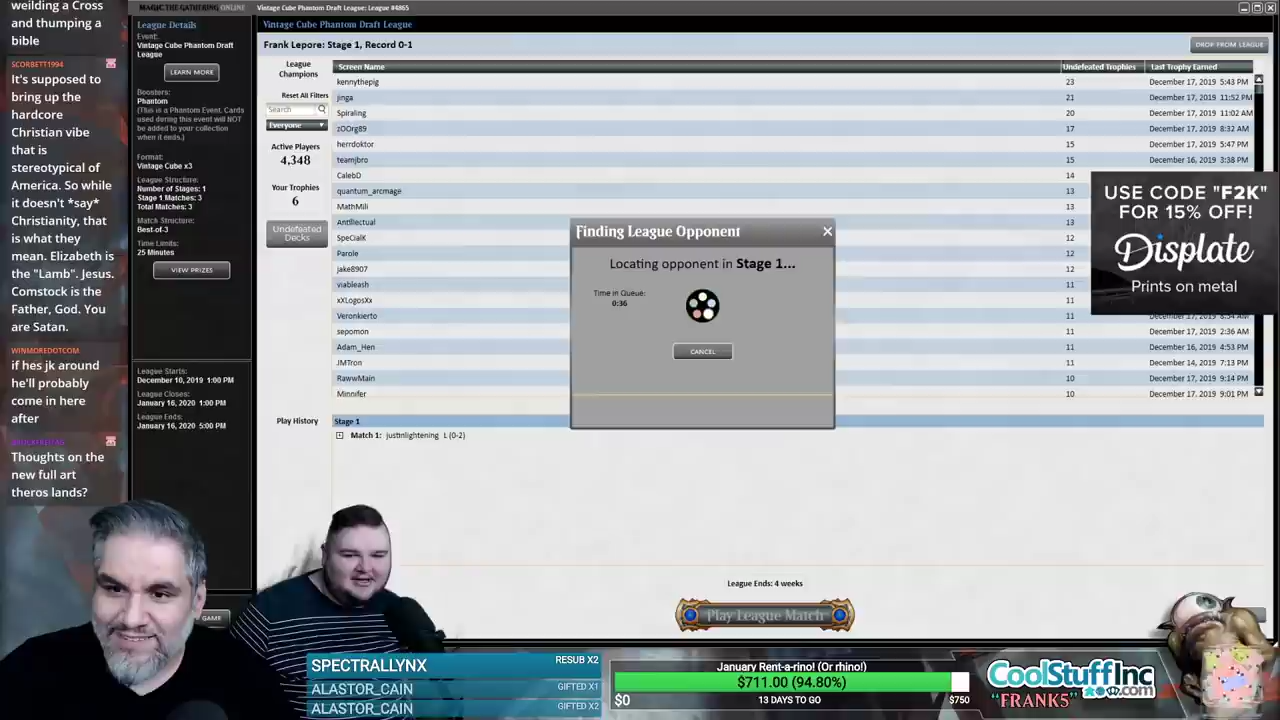 weilding a Cross
and thumping a
bible
SCORBETT1994
It's supposed to
bring up the
hardcore
Christian vibe
that is
stereotypical of
America. So while
it doesn't *say*
Christianity, that
is what they
mean. Elizabeth is
the "Lamb". Jesus.
Comstock is the
Father, God. You
are Satan.
WINMOREDOTCOM
if hes jk around
he'll probably
come in here
after
Thoughts on the
new full art
theros lands?
MAGIC: THE GATHERING ONLINE
Vintage Cube Phantom Draft League: League #4865
League Details
Event:
Vintage Cube Phantom Draft
League
LEARN MORE
Boosters:
Phantom
(This is a Phantom Event. Cards
used during this event will NOT
be added to your collection
when it ends.)
Format:
Vintage Cube x3
League Structure:
Number of Stages: 1
Stage 1 Matches: 3
Total Matches: 3
Match Structure:
Best-of-3
Time Limits:
25 Minutes
VIEW PRIZES
League Starts:
December 10, 2019 1:00 PM
League Closes:
January 16, 2020 1:00 PM
League Ends:
January 16, 2020 5:00 PM
GAME
Vintage Cube Phantom Draft League
Frank Lepore: Stage 1, Record 0-1
DROP FROM LEAGUE
League
Champions
Reset All Filters
Search
Everyone
Active Players
4,348
Your Trophies
6
Undefeated
Decks
Screen Name Undefeated Trophies Last Trophy Earned
kennythepig 23 December 17, 2019 5:43 PM
jinga 21 December 17, 2019 11:52 PM
Spiraling 20 December 17, 2019 11:02 AM
zOOrg89 17 December 17, 2019 8:32 AM
herrdoktor 15 December 17, 2019 5:47 PM
teamjbro 15 December 16, 2019 3:38 PM
CalebD 14
quantum_arcmage 13
MathMili 13
Antillectual 13
SpeCialK 12
Parole 12
jake8907 12
viableash 11
xXLogosXx 11
Veronkierto 11 December 17, 2019 8:54 AM
sepomon 11 December 17, 2019 2:36 AM
Adam_Hen 11 December 16, 2019 4:53 PM
JMTron 11 December 14, 2019 7:13 PM
RawwMain 10 December 17, 2019 9:14 PM
Minnifer 10 December 17, 2019 9:01 PM
Finding League Opponent
Locating opponent in Stage 1...
Time in Queue:
0:36
CANCEL
USE CODE "F2K"
FOR 15% OFF!
Displate
Prints on metal
Play History
Stage 1
Match 1: justinlightening L (0-2)
League Ends: 4 weeks
Play League Match
SPECTRALLYNX RESUB X2
ALASTOR_CAIN GIFTED X1
ALASTOR_CAIN GIFTED X2
January Rent-a-rino! (Or rhino!)
$711.00 (94.80%)
$0 13 DAYS TO GO $750
CoolStuffInc
.com
"FRANK5"